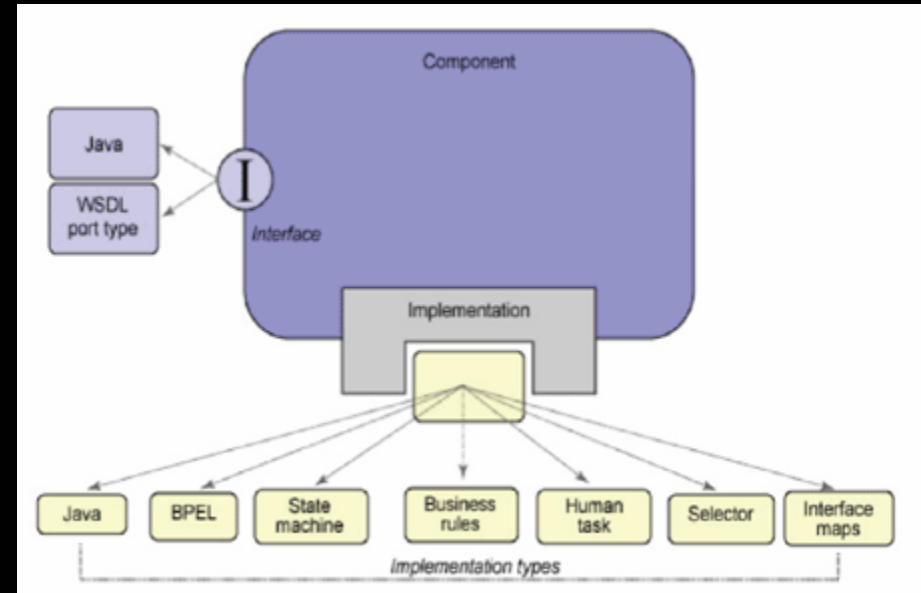 Component
Java
I
WSDL
port type
Interface
Implementation
Java
BPEL
State
machine
Business
rules
Human
task
Selector
Interface
maps
Implementation types